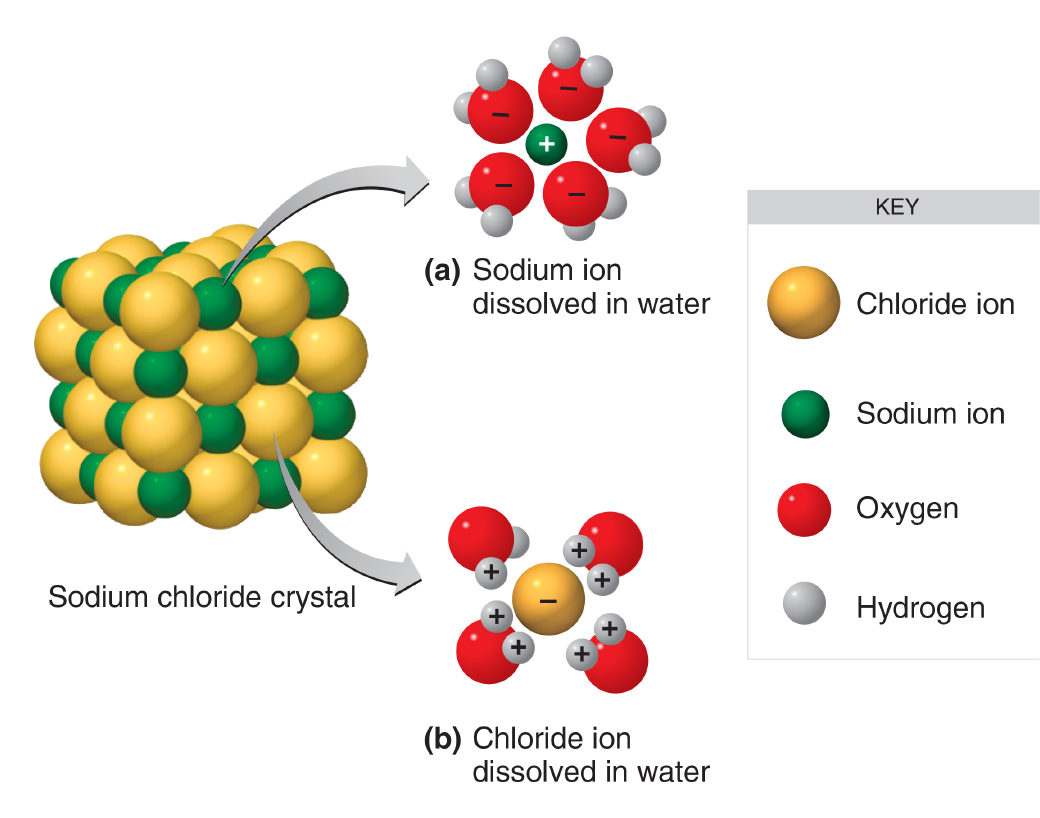 −
−
−
+
−
−
(a) Sodium ion
dissolved in water
KEY
Chloride ion
Sodium ion
Oxygen
Hydrogen
Sodium chloride crystal
+
+
+
−
+
+
+
+
(b) Chloride ion
dissolved in water